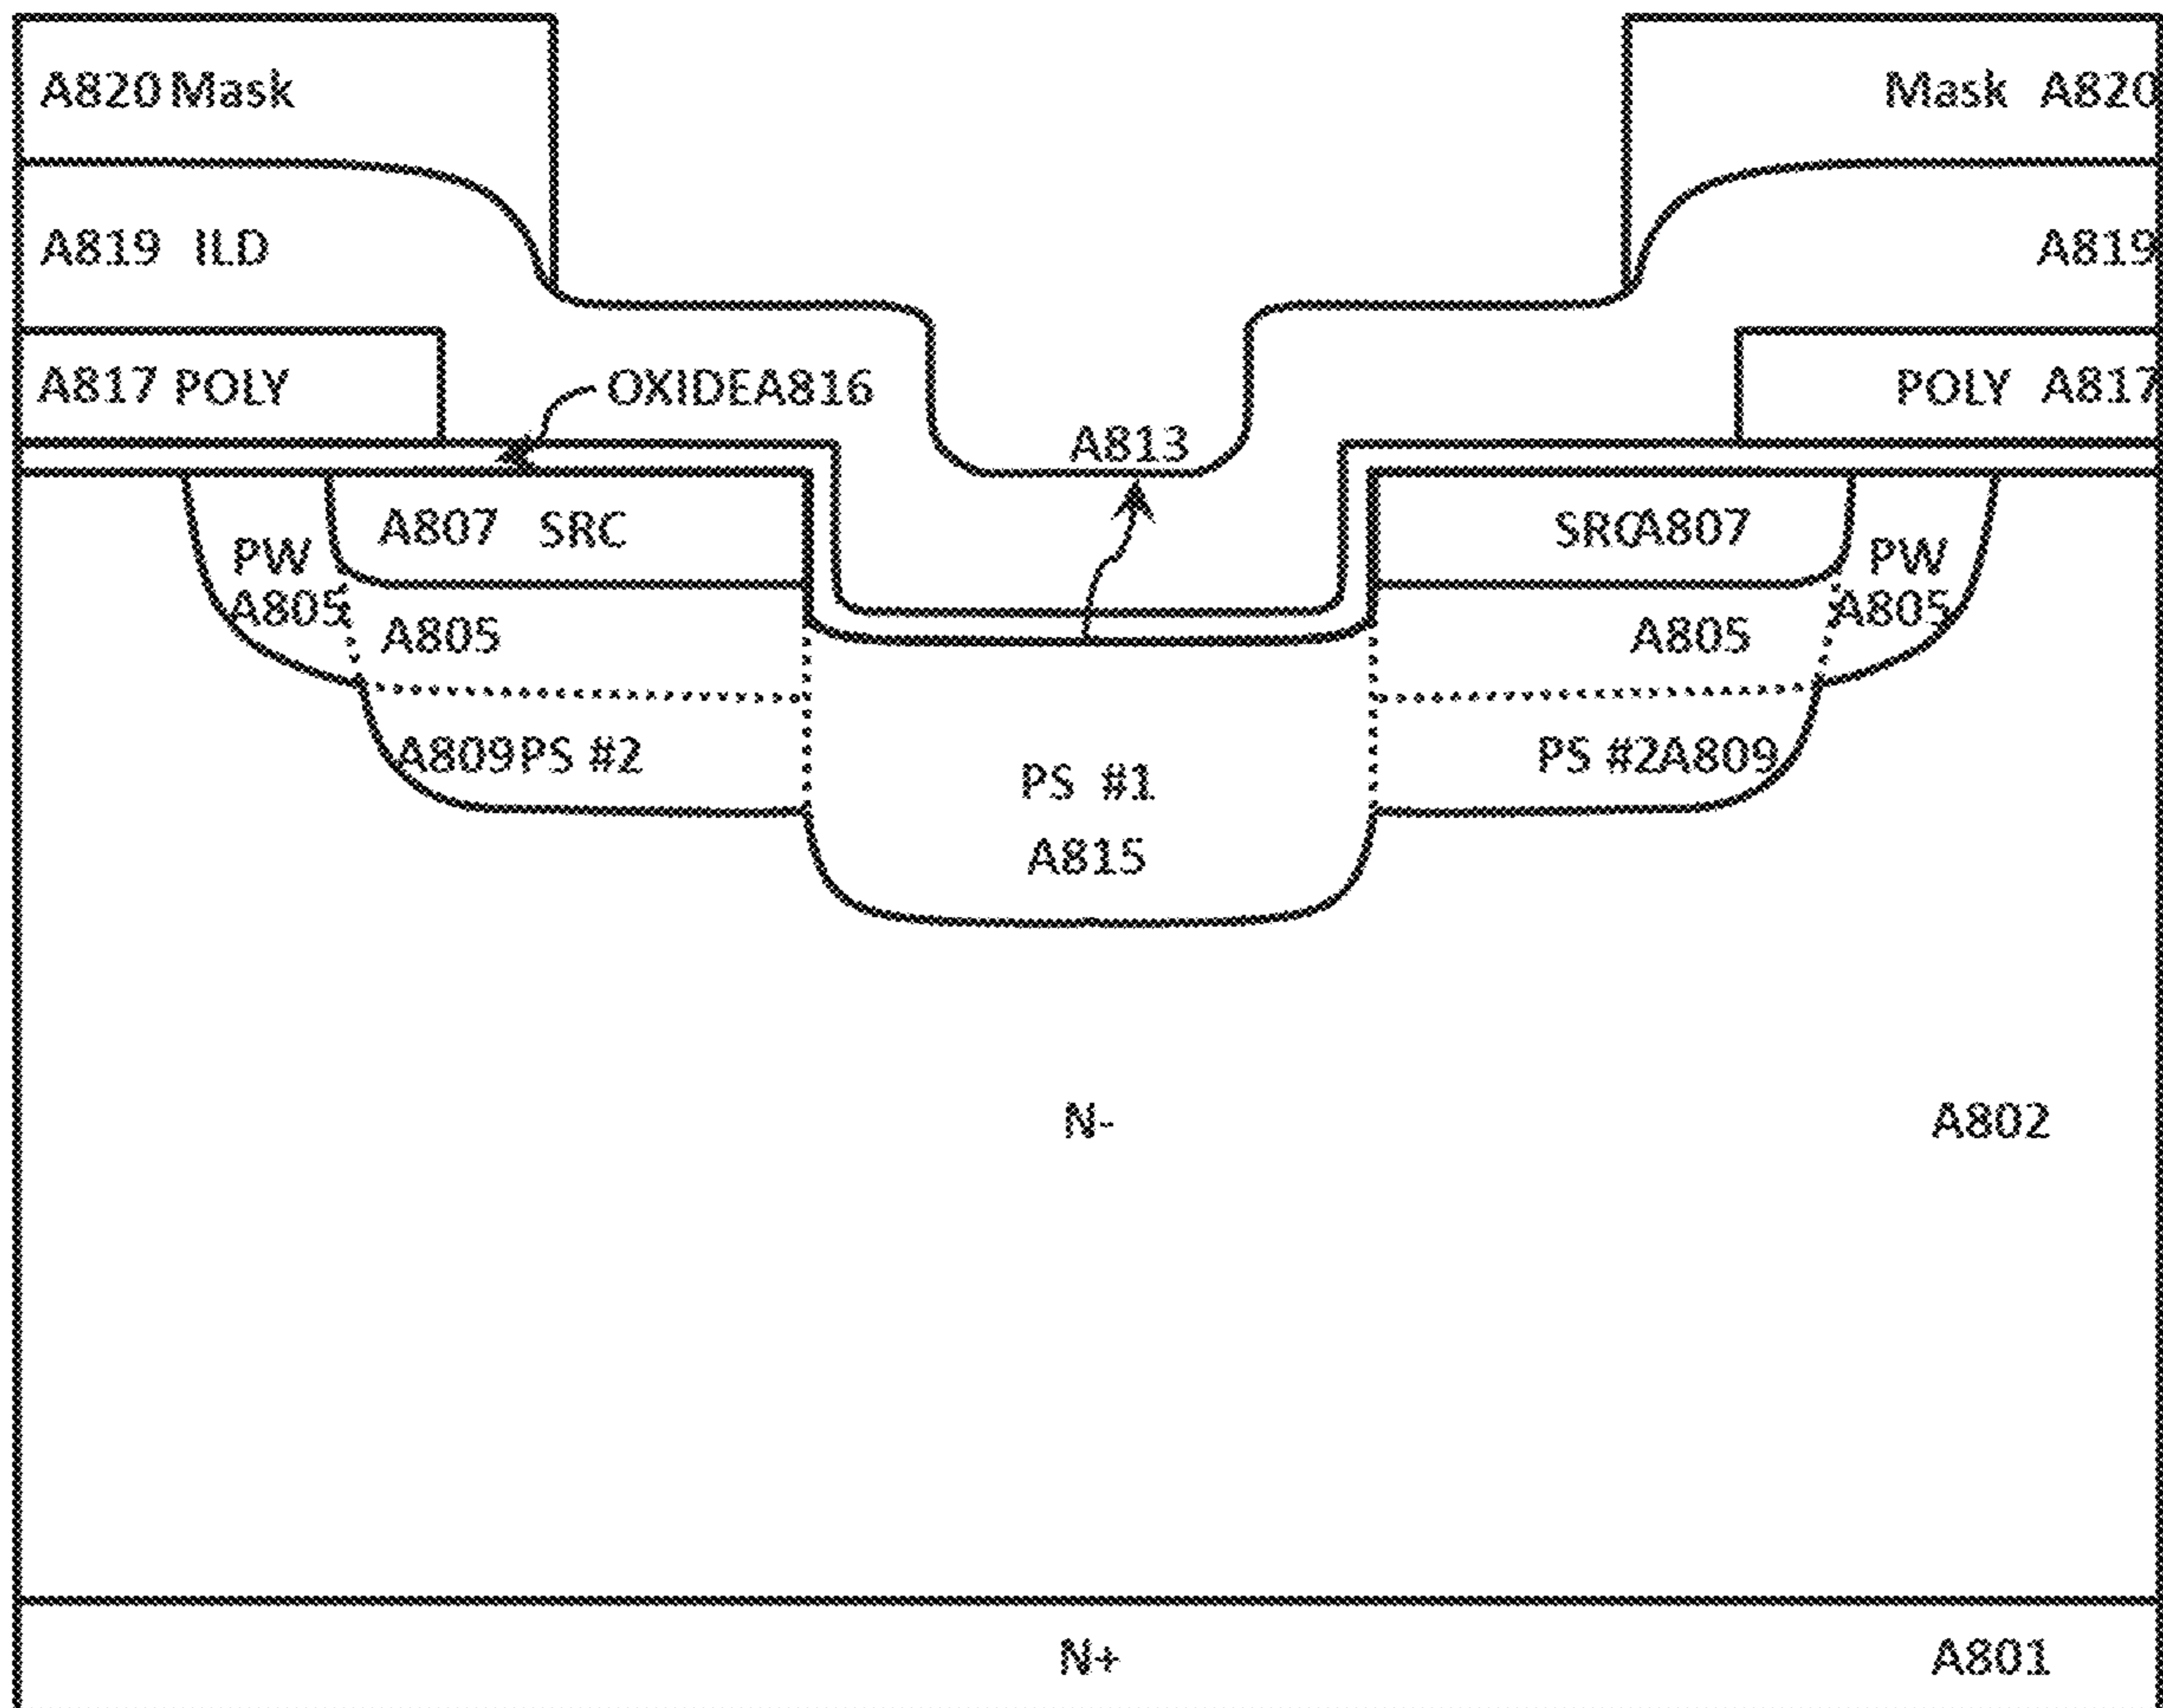 A820 Mask
Mask A820
A819 ILD
A819
A817 POLY
OXIDEA816
POLY A817
A813
A807 SRC
SRCA807
PW
A805
PW
A805
A805
A805
A809PS #2
PS #1
A815
PS #2A809
N-
A802
N+
A801